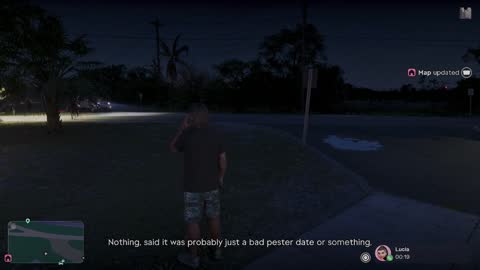 Map updated
Nothing, said it was probably just a bad pester date or something.
Lucia
00:19